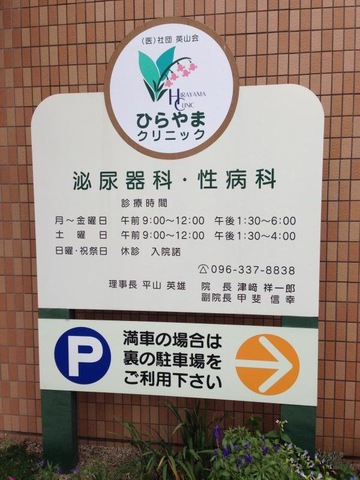 (医)社団 英山会
HIRAYAMA
CLINIC
ひらやま
クリニック
泌尿器科・性病科
診療時間
月~金曜日 午前9:00~12:00 午後1:30~6:00
土 曜 日 午前9:00~12:00 午後1:30~4:00
日曜・祝祭日 休診 入院諾
☎096-337-8838
理事長 平山 英雄 院 長 津﨑 祥一郎
副院長 甲斐 信幸
P
満車の場合は
裏の駐車場を
ご利用下さい